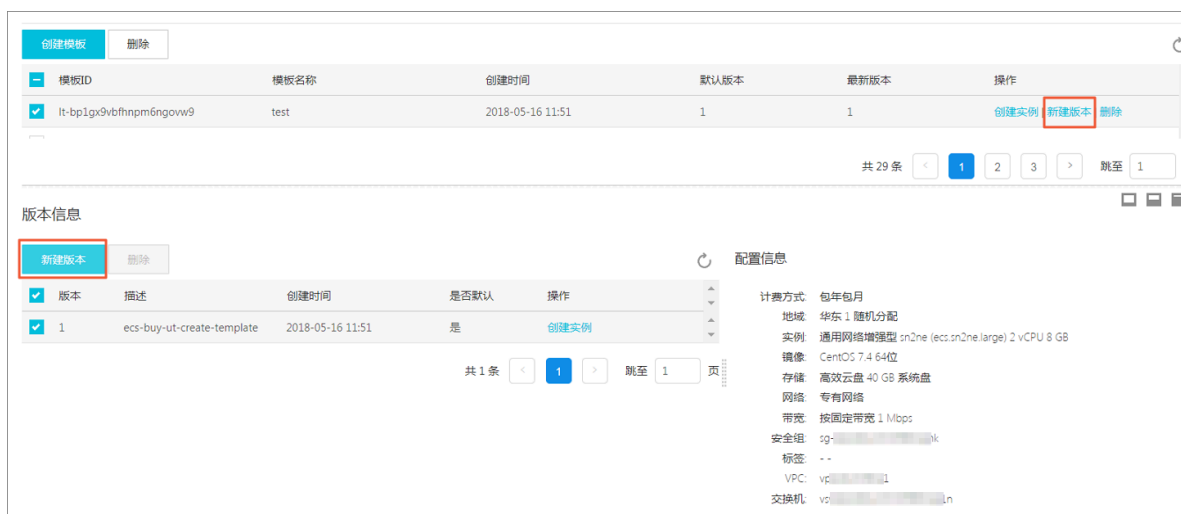 创建模板 删除
模板ID 模板名称 创建时间 默认版本 最新版本 操作
lt-bp1gx9vbfhnpm6ngovw9 test 2018-05-16 11:51 1 1 创建实例 | 新建版本 | 删除
共 29 条 < 1 2 3 > 跳至 1
版本信息
新建版本 删除
版本 描述 创建时间 是否默认 操作
1 ecs-buy-ut-create-template 2018-05-16 11:51 是 创建实例
共 1 条 < 1 > 跳至 1 页
配置信息
计费方式: 包年包月
地域: 华东 1 随机分配
实例: 通用网络增强型 sn2ne (ecs.sn2ne.large) 2 vCPU 8 GB
镜像: CentOS 7.4 64位
存储: 高效云盘 40 GB 系统盘
网络: 专有网络
带宽: 按固定带宽 1 Mbps
安全组: sg-
标签: - -
VPC:
交换机: